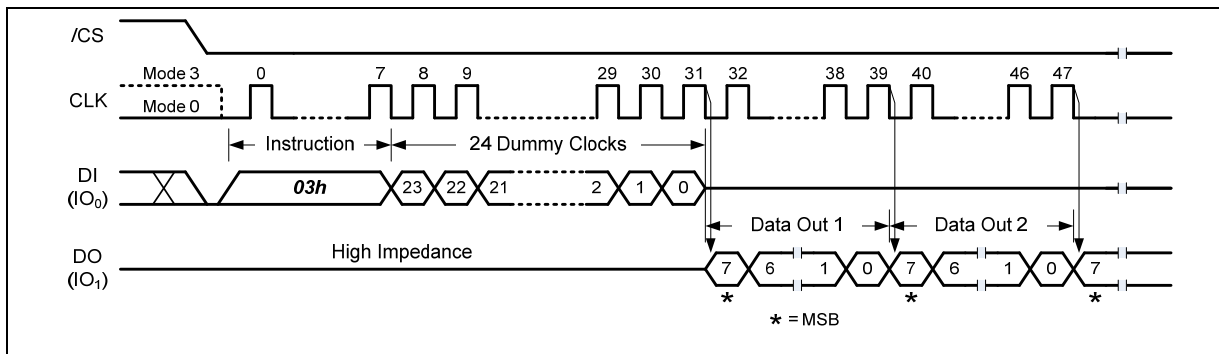 /CS
Mode 3 0 7 8 9 29 30 31 32 38 39 40 46 47
CLK
Mode 0
Instruction 24 Dummy Clocks
DI
(IO₀)
03h 23 22 21 2 1 0
Data Out 1 Data Out 2
High Impedance
DO
(IO₁)
7 6 1 0 7 6 1 0 7
* * *
* = MSB